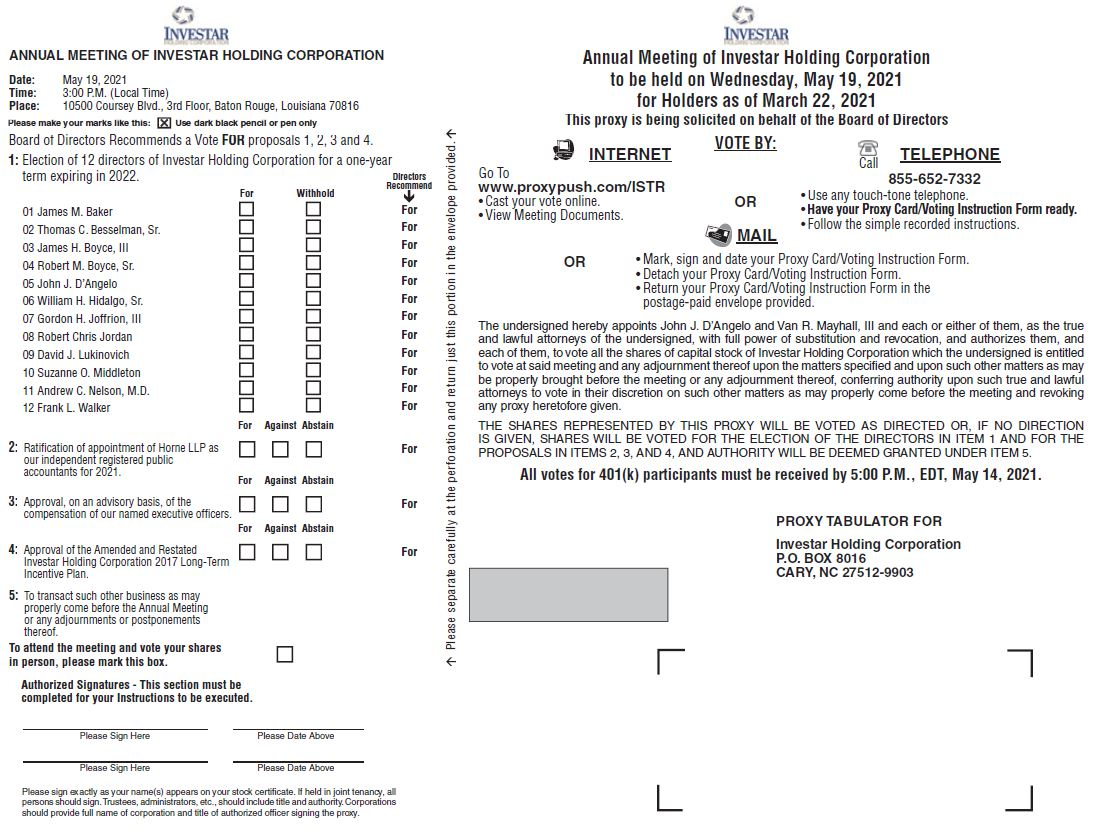 INVESTAR
HOLDING CORPORATION
ANNUAL MEETING OF INVESTAR HOLDING CORPORATION
Date: May 19, 2021
Time: 3:00 P.M. (Local Time)
Place: 10500 Coursey Blvd., 3rd Floor, Baton Rouge, Louisiana 70816
Please make your marks like this: ☒ Use dark black pencil or pen only
Board of Directors Recommends a Vote FOR proposals 1, 2, 3 and 4.
1: Election of 12 directors of Investar Holding Corporation for a one-year
term expiring in 2022.
Directors
Recommend
For Withhold
01 James M. Baker For
02 Thomas C. Besselman, Sr. For
03 James H. Boyce, III For
04 Robert M. Boyce, Sr. For
05 John J. D'Angelo For
06 William H. Hidalgo, Sr. For
07 Gordon H. Joffrion, III For
08 Robert Chris Jordan For
09 David J. Lukinovich For
10 Suzanne O. Middleton For
11 Andrew C. Nelson, M.D. For
12 Frank L. Walker For
For Against Abstain
2: Ratification of appointment of Horne LLP as For
our independent registered public
accountants for 2021.
For Against Abstain
3: Approval, on an advisory basis, of the For
compensation of our named executive officers.
For Against Abstain
4: Approval of the Amended and Restated For
Investar Holding Corporation 2017 Long-Term
Incentive Plan.
5: To transact such other business as may
properly come before the Annual Meeting
or any adjournments or postponements
thereof.
To attend the meeting and vote your shares
in person, please mark this box.
Authorized Signatures - This section must be
completed for your Instructions to be executed.
Please Sign Here Please Date Above
Please Sign Here Please Date Above
Please sign exactly as your name(s) appears on your stock certificate. If held in joint tenancy, all
persons should sign. Trustees, administrators, etc., should include title and authority. Corporations
should provide full name of corporation and title of authorized officer signing the proxy.
Please separate carefully at the perforation and return just this portion in the envelope provided.
INVESTAR
HOLDING CORPORATION
Annual Meeting of Investar Holding Corporation
to be held on Wednesday, May 19, 2021
for Holders as of March 22, 2021
This proxy is being solicited on behalf of the Board of Directors
VOTE BY:
INTERNET
Go To
www.proxypush.com/ISTR
• Cast your vote online.
• View Meeting Documents.
OR
Call
TELEPHONE
855-652-7332
• Use any touch-tone telephone.
• Have your Proxy Card/Voting Instruction Form ready.
• Follow the simple recorded instructions.
MAIL
OR
• Mark, sign and date your Proxy Card/Voting Instruction Form.
• Detach your Proxy Card/Voting Instruction Form.
• Return your Proxy Card/Voting Instruction Form in the
postage-paid envelope provided.
The undersigned hereby appoints John J. D'Angelo and Van R. Mayhall, III and each or either of them, as the true
and lawful attorneys of the undersigned, with full power of substitution and revocation, and authorizes them, and
each of them, to vote all the shares of capital stock of Investar Holding Corporation which the undersigned is entitled
to vote at said meeting and any adjournment thereof upon the matters specified and upon such other matters as may
be properly brought before the meeting or any adjournment thereof, conferring authority upon such true and lawful
attorneys to vote in their discretion on such other matters as may properly come before the meeting and revoking
any proxy heretofore given.
THE SHARES REPRESENTED BY THIS PROXY WILL BE VOTED AS DIRECTED OR, IF NO DIRECTION
IS GIVEN, SHARES WILL BE VOTED FOR THE ELECTION OF THE DIRECTORS IN ITEM 1 AND FOR THE
PROPOSALS IN ITEMS 2, 3, AND 4, AND AUTHORITY WILL BE DEEMED GRANTED UNDER ITEM 5.
All votes for 401(k) participants must be received by 5:00 P.M., EDT, May 14, 2021.
PROXY TABULATOR FOR
Investar Holding Corporation
P.O. BOX 8016
CARY, NC 27512-9903